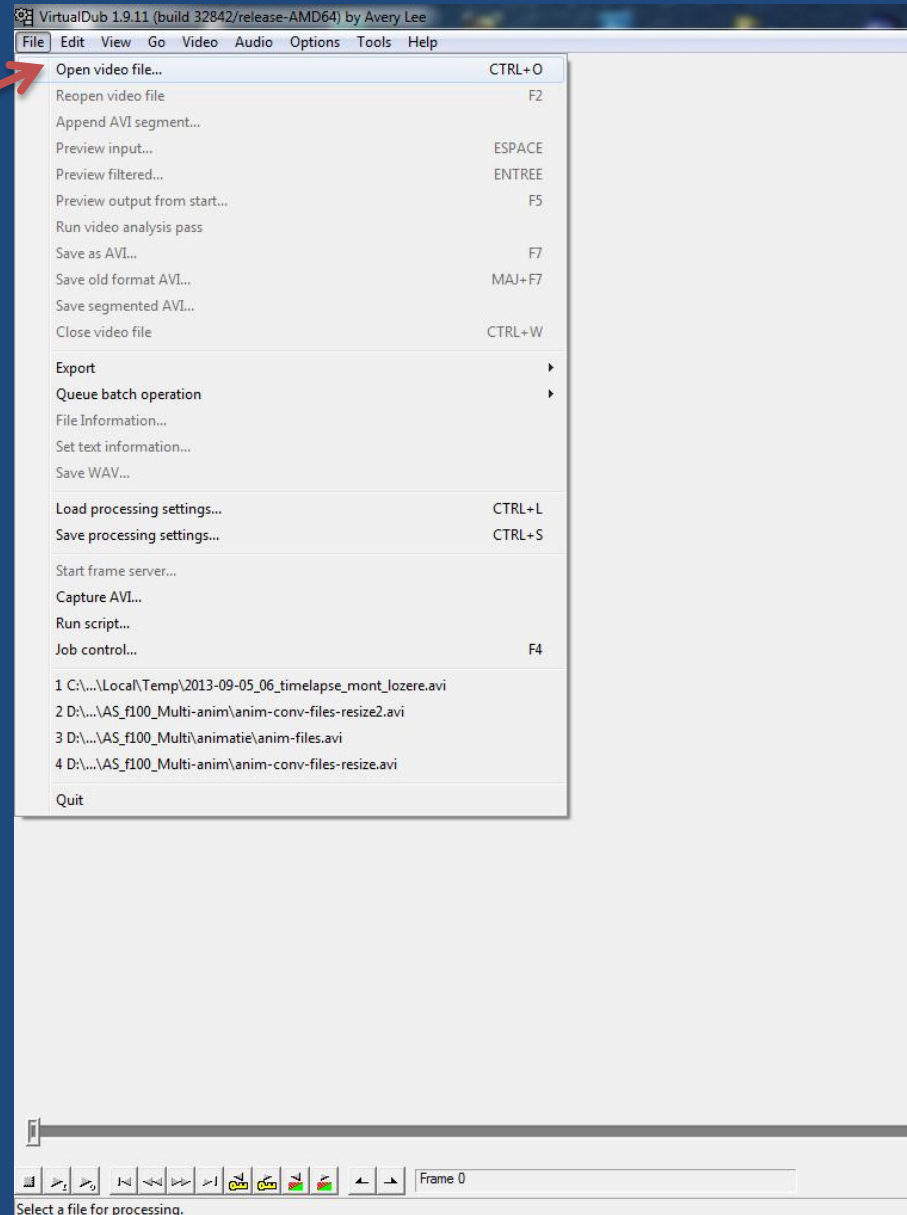 VirtualDub 1.9.11 (build 32842/release-AMD64) by Avery Lee
File Edit View Go Video Audio Options Tools Help
Open video file... CTRL+O
Reopen video file F2
Append AVI segment...
Preview input... ESPACE
Preview filtered... ENTREE
Preview output from start... F5
Run video analysis pass
Save as AVI... F7
Save old format AVI... MAJ+F7
Save segmented AVI...
Close video file CTRL+W
Export
Queue batch operation
File Information...
Set text information...
Save WAV...
Load processing settings... CTRL+L
Save processing settings... CTRL+S
Start frame server...
Capture AVI...
Run script...
Job control... F4
1 C:\...\Local\Temp\2013-09-05_06_timelapse_mont_lozere.avi
2 D:\...\AS_f100_Multi-anim\anim-conv-files-resize2.avi
3 D:\...\AS_f100_Multi\animatie\anim-files.avi
4 D:\...\AS_f100_Multi-anim\anim-conv-files-resize.avi
Quit
Frame 0
Select a file for processing.